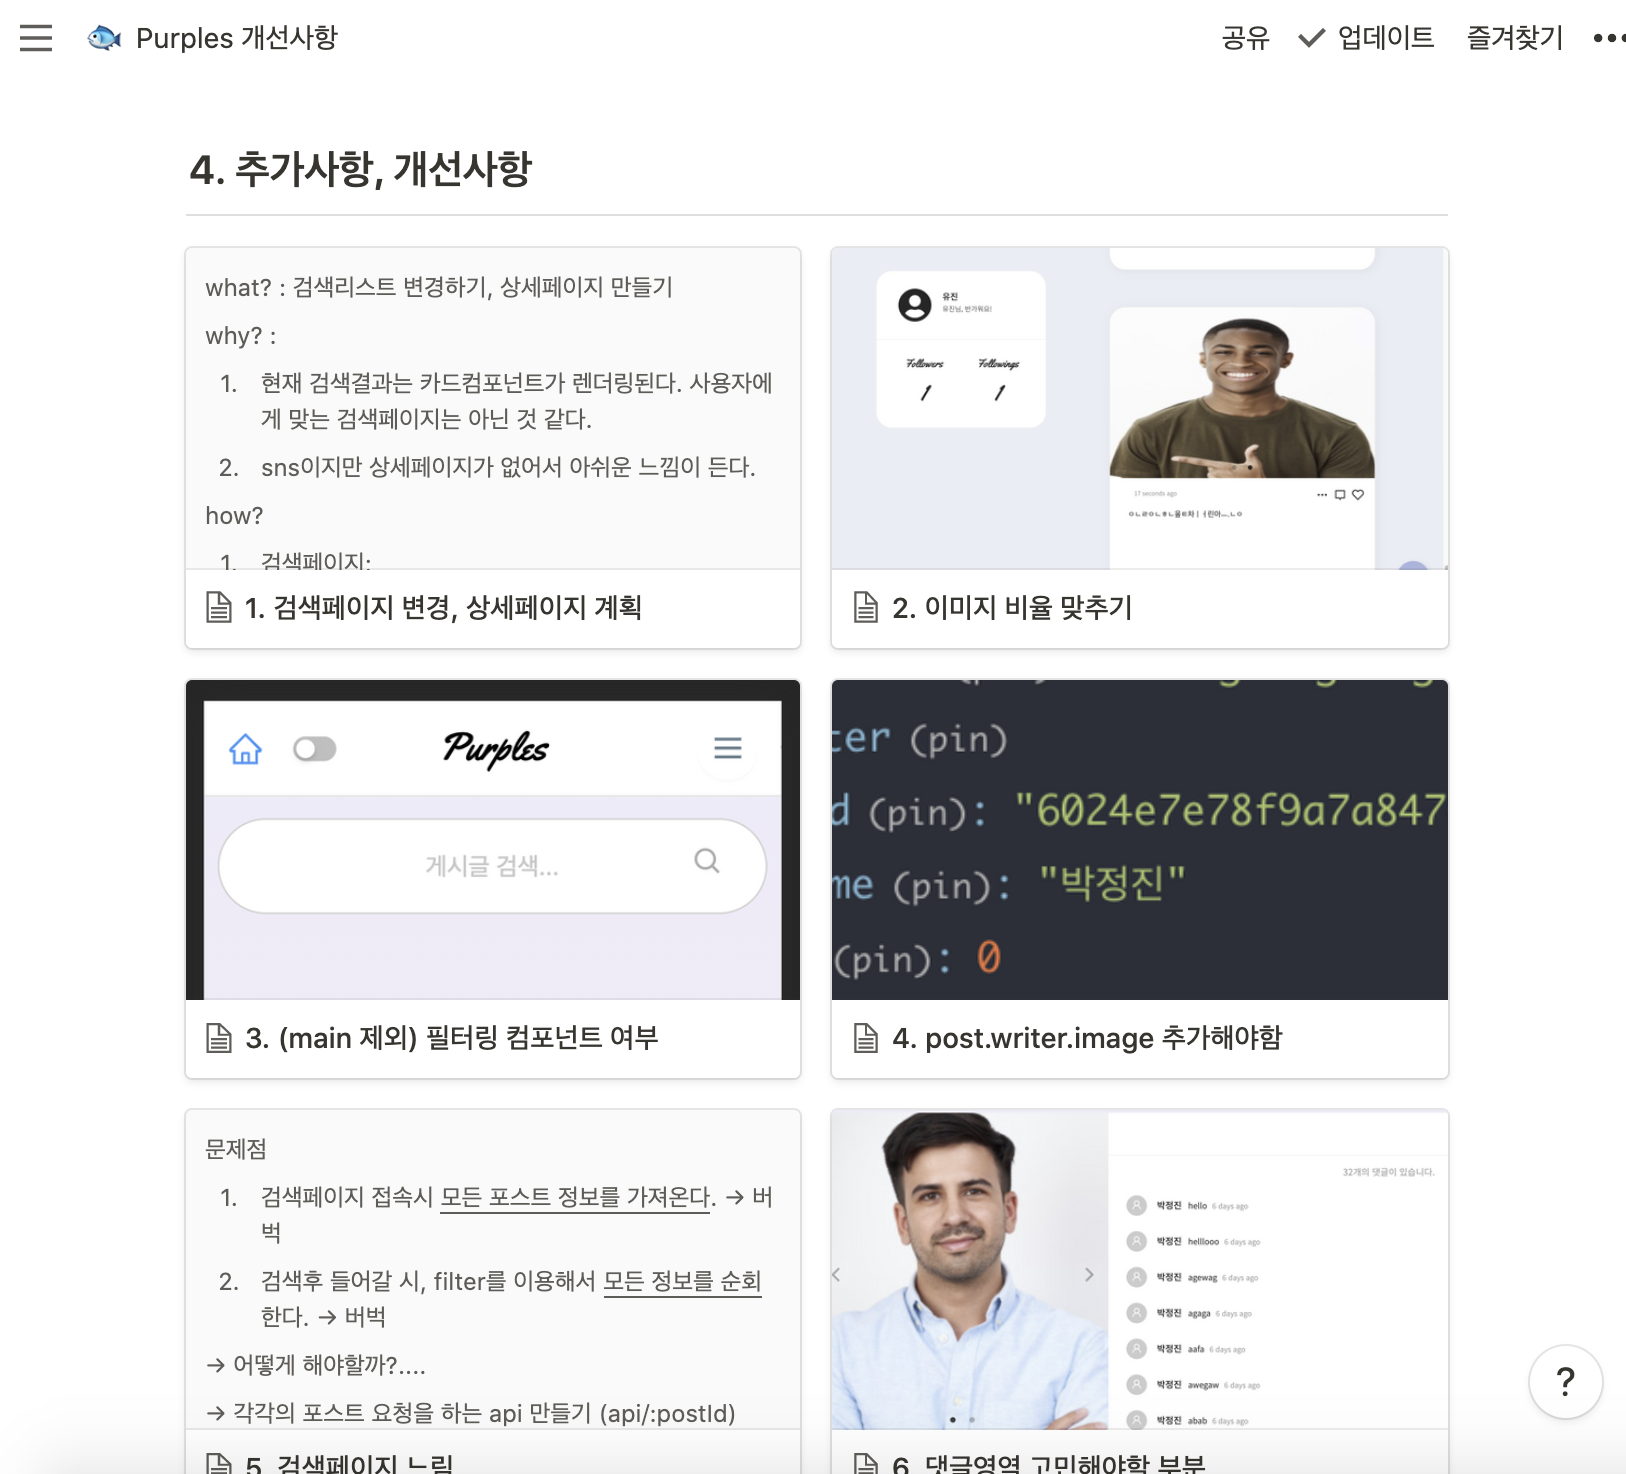 Purples 개선사항
공유 업데이트 즐겨찾기
4. 추가사항, 개선사항
what? : 검색리스트 변경하기, 상세페이지 만들기
why? :
1. 현재 검색결과는 카드컴포넌트가 렌더링된다. 사용자에
게 맞는 검색페이지는 아닌 것 같다.
2. sns이지만 상세페이지가 없어서 아쉬운 느낌이 든다.
how?
1. 검색페이지:
1. 검색페이지 변경, 상세페이지 계획
유진
유진님, 반가워요!
Followers Followings
1 1
17 seconds ago
2. 이미지 비율 맞추기
Purples
게시글 검색...
3. (main 제외) 필터링 컴포넌트 여부
ter (pin)
d (pin): "6024e7e78f9a7a847
me (pin): "박정진"
(pin): 0
4. post.writer.image 추가해야함
문제점
1. 검색페이지 접속시 모든 포스트 정보를 가져온다. → 버
벅
2. 검색후 들어갈 시, filter를 이용해서 모든 정보를 순회
한다. → 버벅
→ 어떻게 해야할까?....
→ 각각의 포스트 요청을 하는 api 만들기 (api/:postId)
5. 검색페이지 느림
32개의 댓글이 있습니다.
박정진 hello 6 days ago
박정진 helllooo 6 days ago
박정진 agewag 6 days ago
박정진 agaga 6 days ago
박정진 aafa 6 days ago
박정진 awegaw 6 days ago
박정진 abab 6 days ago
6. 댓글영역 고민해야할 부분
?